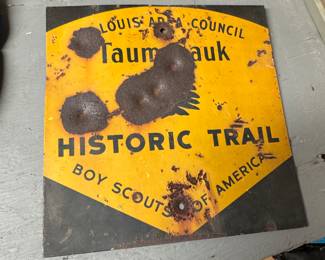 LOUIS AREA COUNCIL
Taum auk
HISTORIC TRAIL
BOY SCOUTS OF AMERICA